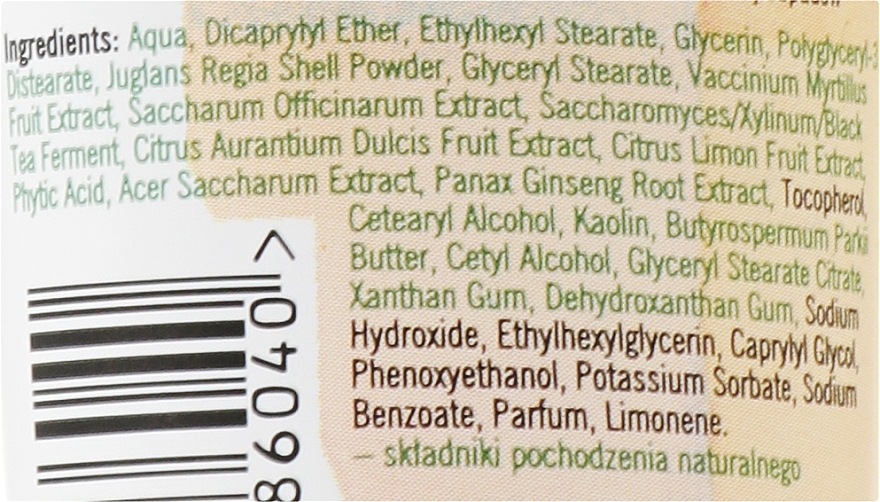 Ingredients: Aqua, Dicaprylyl Ether, Ethylhexyl Stearate, Glycerin, Polyglyceryl-3
Distearate, Juglans Regia Shell Powder, Glyceryl Stearate, Vaccinium Myrtillus
Fruit Extract, Saccharum Officinarum Extract, Saccharomyces/Xylinum/Black
Tea Ferment, Citrus Aurantium Dulcis Fruit Extract, Citrus Limon Fruit Extract,
Phytic Acid, Acer Saccharum Extract, Panax Ginseng Root Extract, Tocopherol,
Cetearyl Alcohol, Kaolin, Butyrospermum Parkii
Butter, Cetyl Alcohol, Glyceryl Stearate Citrate,
Xanthan Gum, Dehydroxanthan Gum, Sodium
Hydroxide, Ethylhexylglycerin, Caprylyl Glycol,
Phenoxyethanol, Potassium Sorbate, Sodium
Benzoate, Parfum, Limonene.
– składniki pochodzenia naturalnego
86040 >